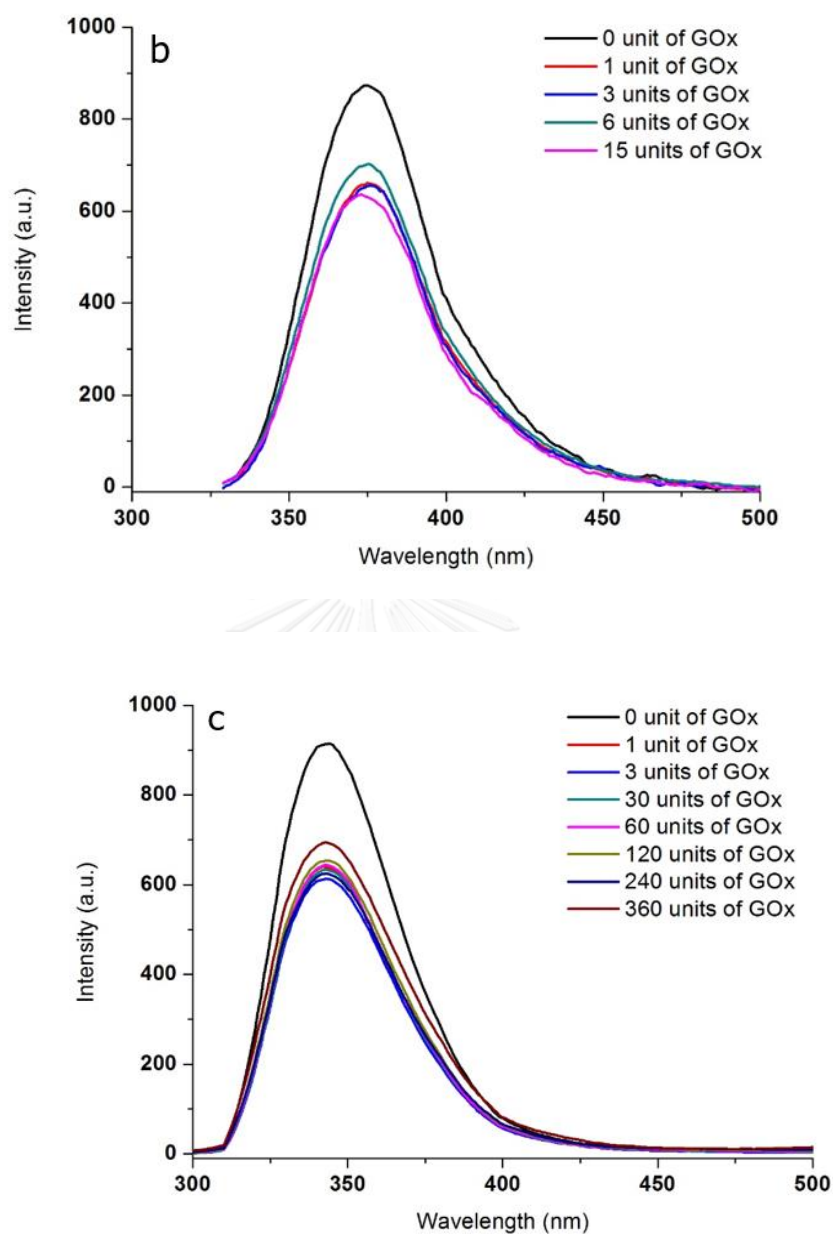 b
0 unit of GOx
1 unit of GOx
3 units of GOx
6 units of GOx
15 units of GOx
1000
800
600
400
200
0
Intensity (a.u.)
300 350 400 450 500
Wavelength (nm)
c
0 unit of GOx
1 unit of GOx
3 units of GOx
30 units of GOx
60 units of GOx
120 units of GOx
240 units of GOx
360 units of GOx
1000
800
600
400
200
0
Intensity (a.u.)
300 350 400 450 500
Wavelength (nm)